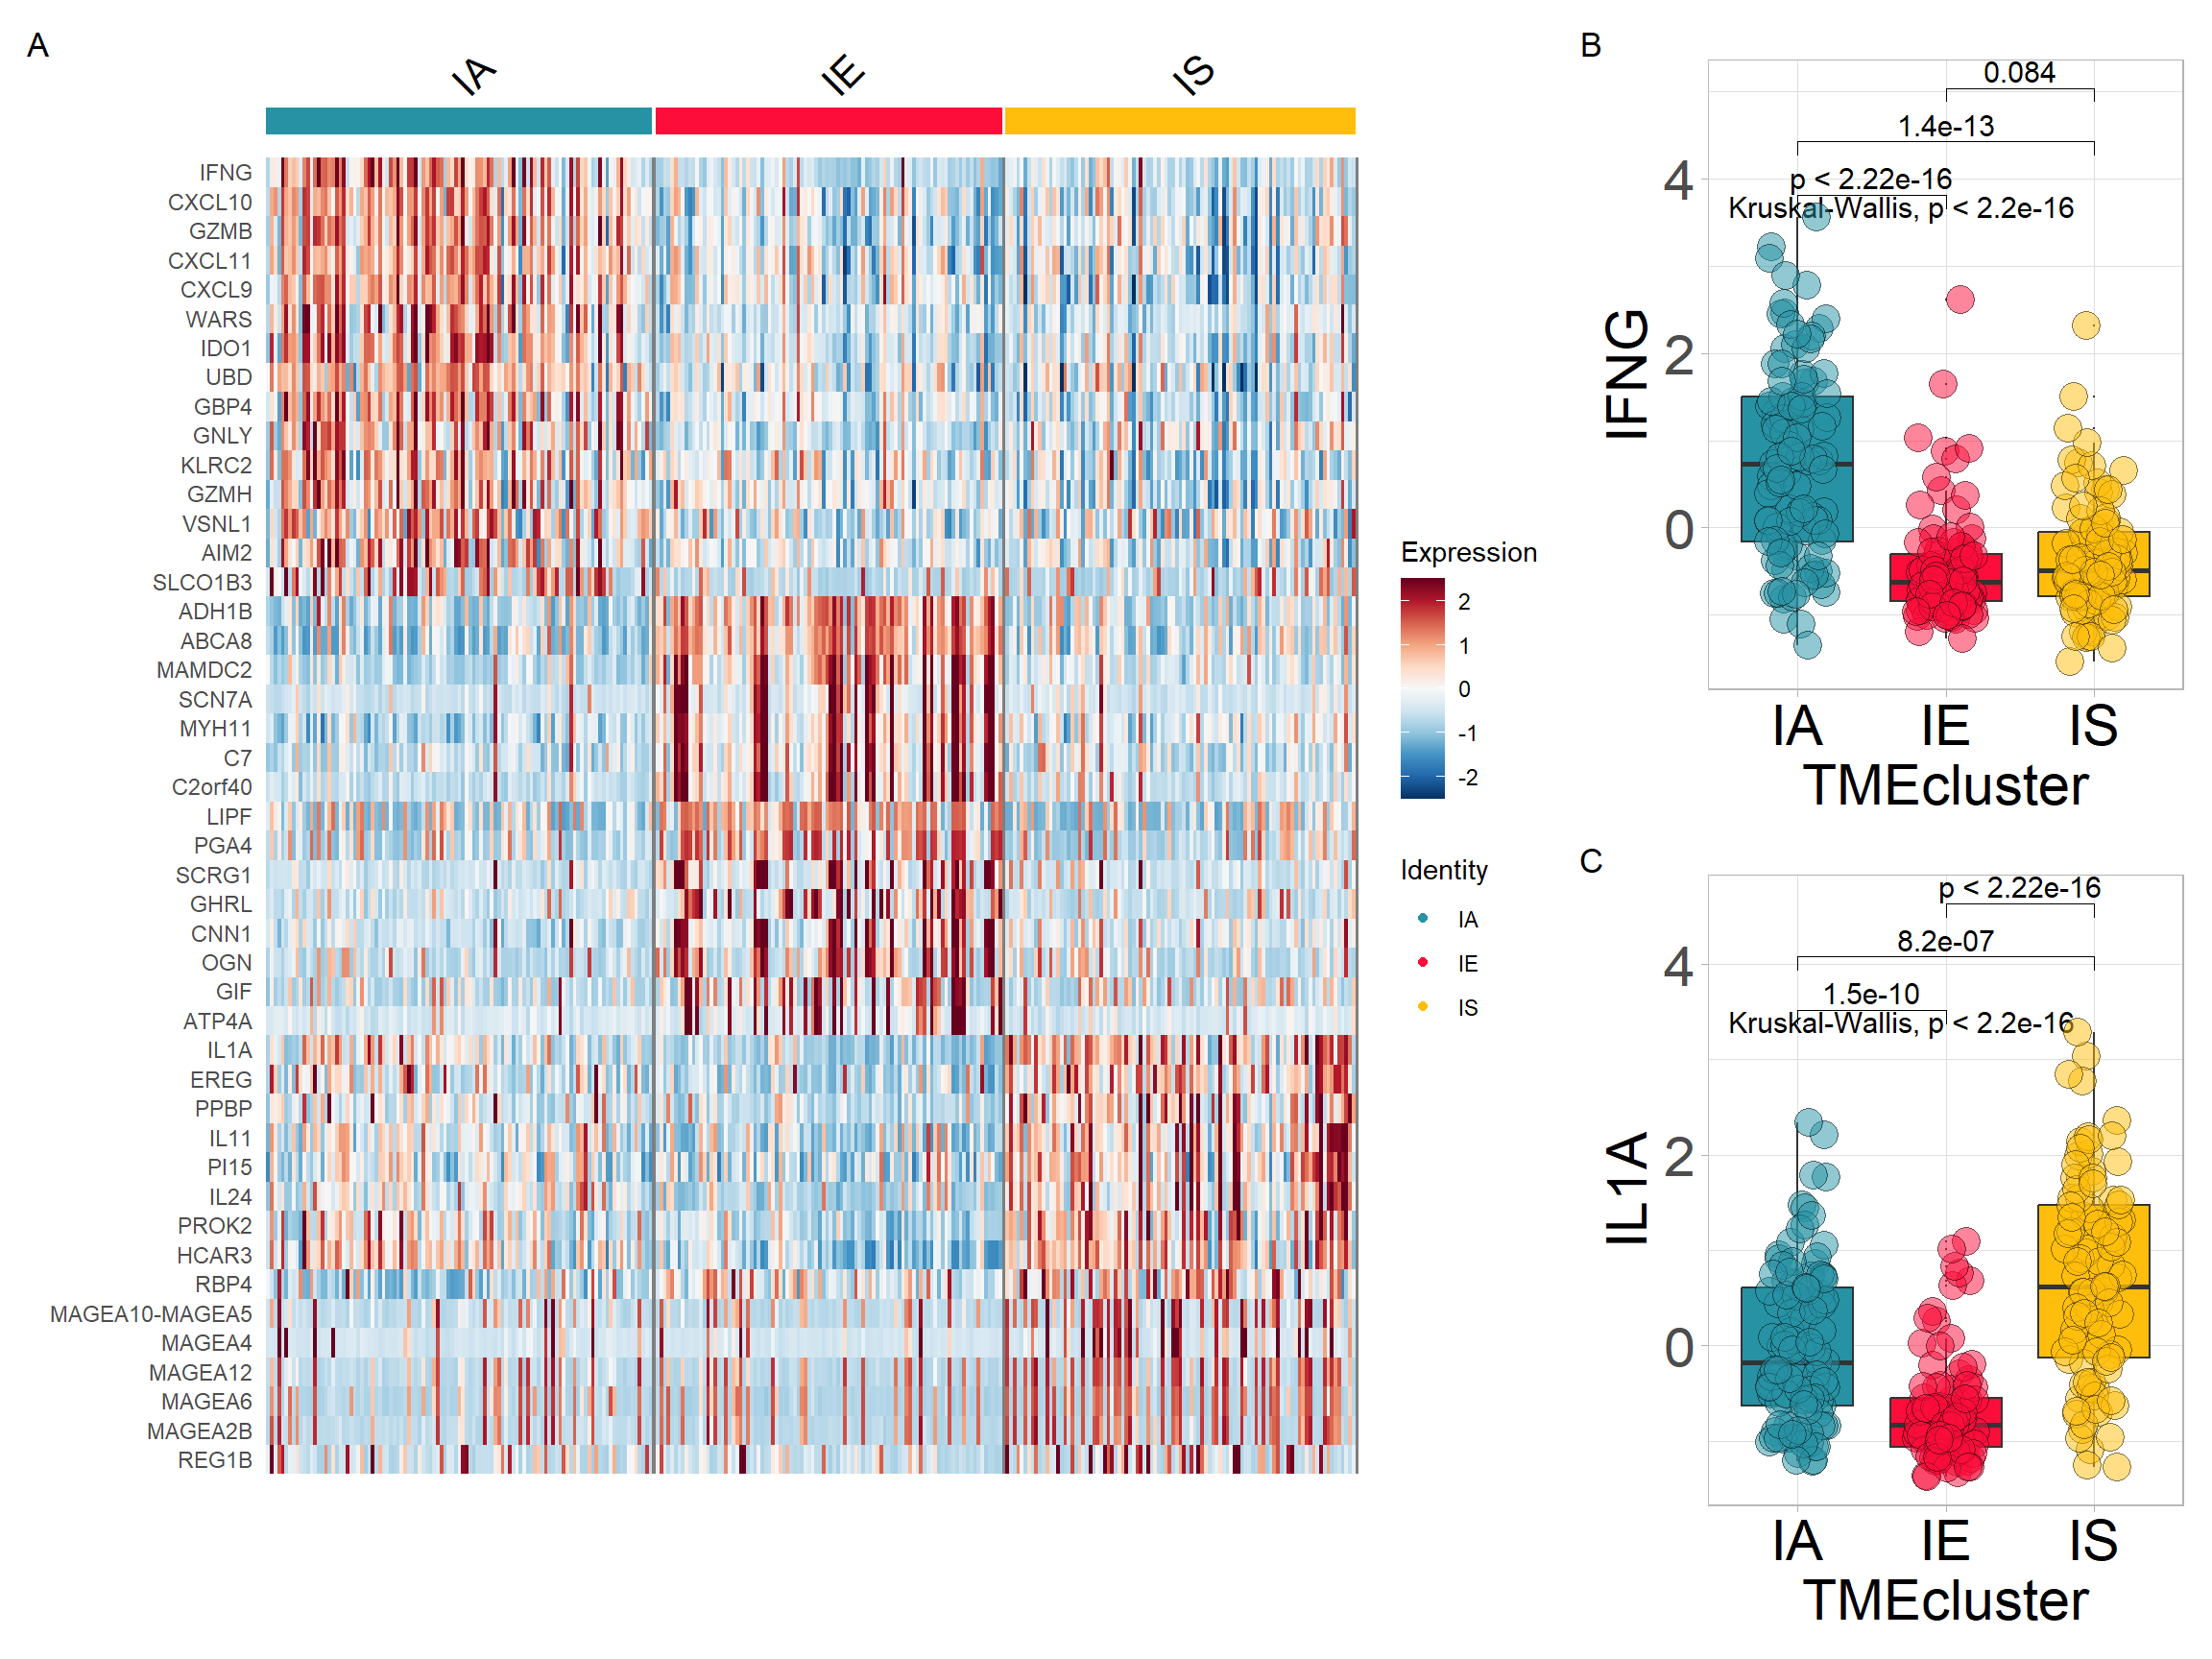 A
IA
IE
IS
IFNG
CXCL10
GZMB
CXCL11
CXCL9
WARS
IDO1
UBD
GBP4
GNLY
KLRC2
GZMH
VSNL1
AIM2
SLCO1B3
ADH1B
ABCA8
MAMDC2
SCN7A
MYH11
C7
C2orf40
LIPF
PGA4
SCRG1
GHRL
CNN1
OGN
GIF
ATP4A
IL1A
EREG
PPBP
IL11
PI15
IL24
PROK2
HCAR3
RBP4
MAGEA10-MAGEA5
MAGEA4
MAGEA12
MAGEA6
MAGEA2B
REG1B
Expression
2
1
0
-1
-2
Identity
IA
IE
IS
B
0.084
1.4e-13
p < 2.22e-16
Kruskal-Wallis, p < 2.2e-16
4
2
0
IFNG
IA IE IS
TMEcluster
C
p < 2.22e-16
8.2e-07
1.5e-10
Kruskal-Wallis, p < 2.2e-16
4
2
0
IL1A
IA IE IS
TMEcluster